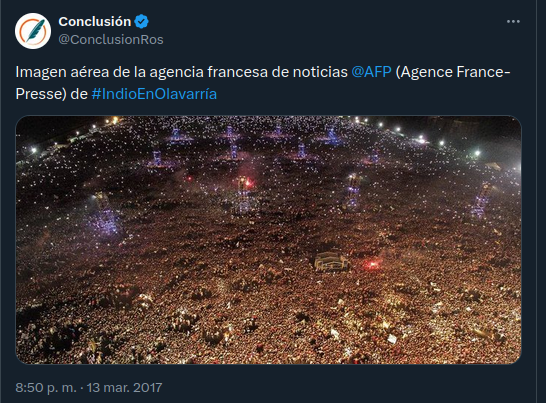 Conclusión
@ConclusionRos
Imagen aérea de la agencia francesa de noticias @AFP (Agence France-
Presse) de #IndioEnOlavarría
8:50 p. m. · 13 mar. 2017